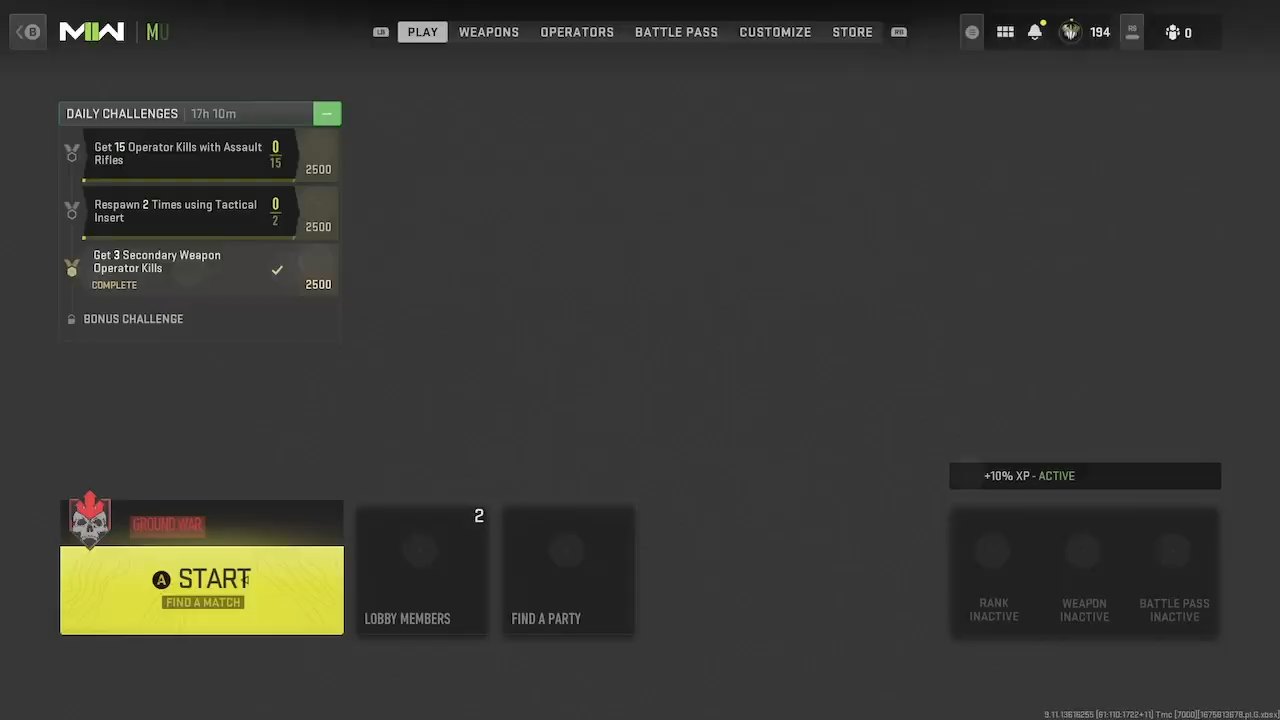 B MWII MU LB PLAY WEAPONS OPERATORS BATTLE PASS CUSTOMIZE STORE RB 194 0
DAILY CHALLENGES 17h 10m
Get 15 Operator Kills with Assault
Rifles
0
15
2500
Respawn 2 Times using Tactical
Insert
0
2
2500
Get 3 Secondary Weapon
Operator Kills
COMPLETE
2500
BONUS CHALLENGE
+10% XP - ACTIVE
GROUND WAR
A START
FIND A MATCH
2
LOBBY MEMBERS
FIND A PARTY
RANK
INACTIVE
WEAPON
INACTIVE
BATTLE PASS
INACTIVE